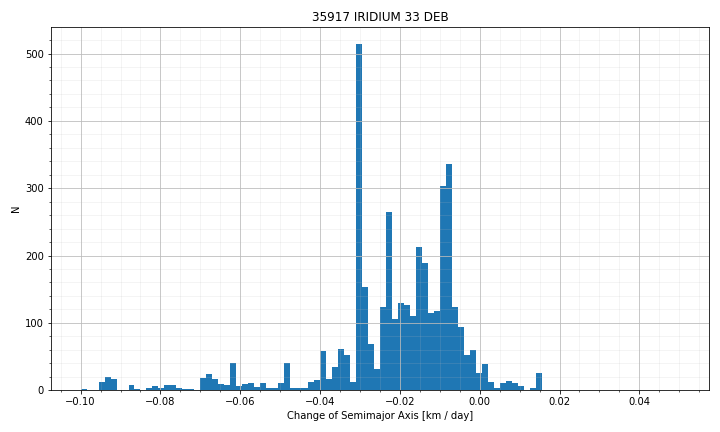 35917 IRIDIUM 33 DEB
500
400
300
200
100
0
N
−0.10 −0.08 −0.06 −0.04 −0.02 0.00 0.02 0.04
Change of Semimajor Axis [km / day]